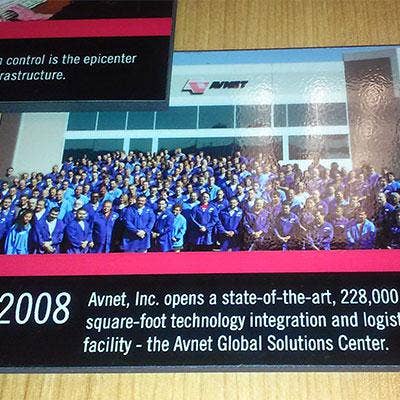 control is the epicenter
rastructure.
AVNET
2008
Avnet, Inc. opens a state-of-the-art, 228,000
square-foot technology integration and logist
facility - the Avnet Global Solutions Center.